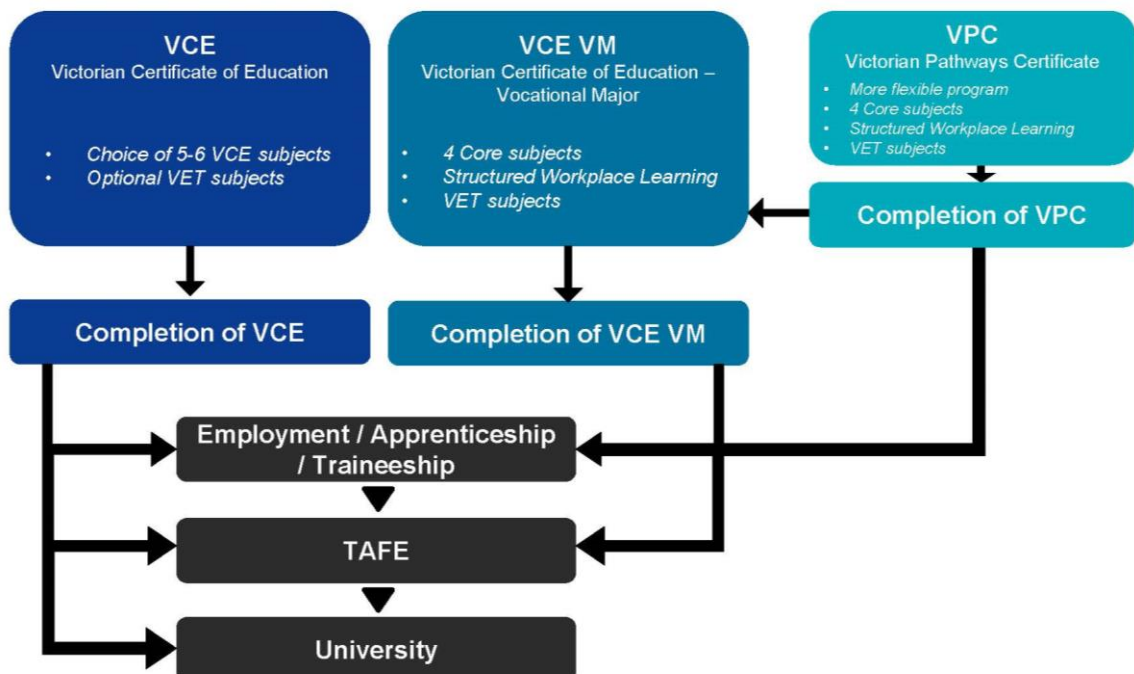 VCE
Victorian Certificate of Education
• Choice of 5-6 VCE subjects
• Optional VET subjects
VCE VM
Victorian Certificate of Education –
Vocational Major
• 4 Core subjects
• Structured Workplace Learning
• VET subjects
VPC
Victorian Pathways Certificate
• More flexible program
• 4 Core subjects
• Structured Workplace Learning
• VET subjects
Completion of VPC
Completion of VCE
Completion of VCE VM
Employment / Apprenticeship
/ Traineeship
TAFE
University